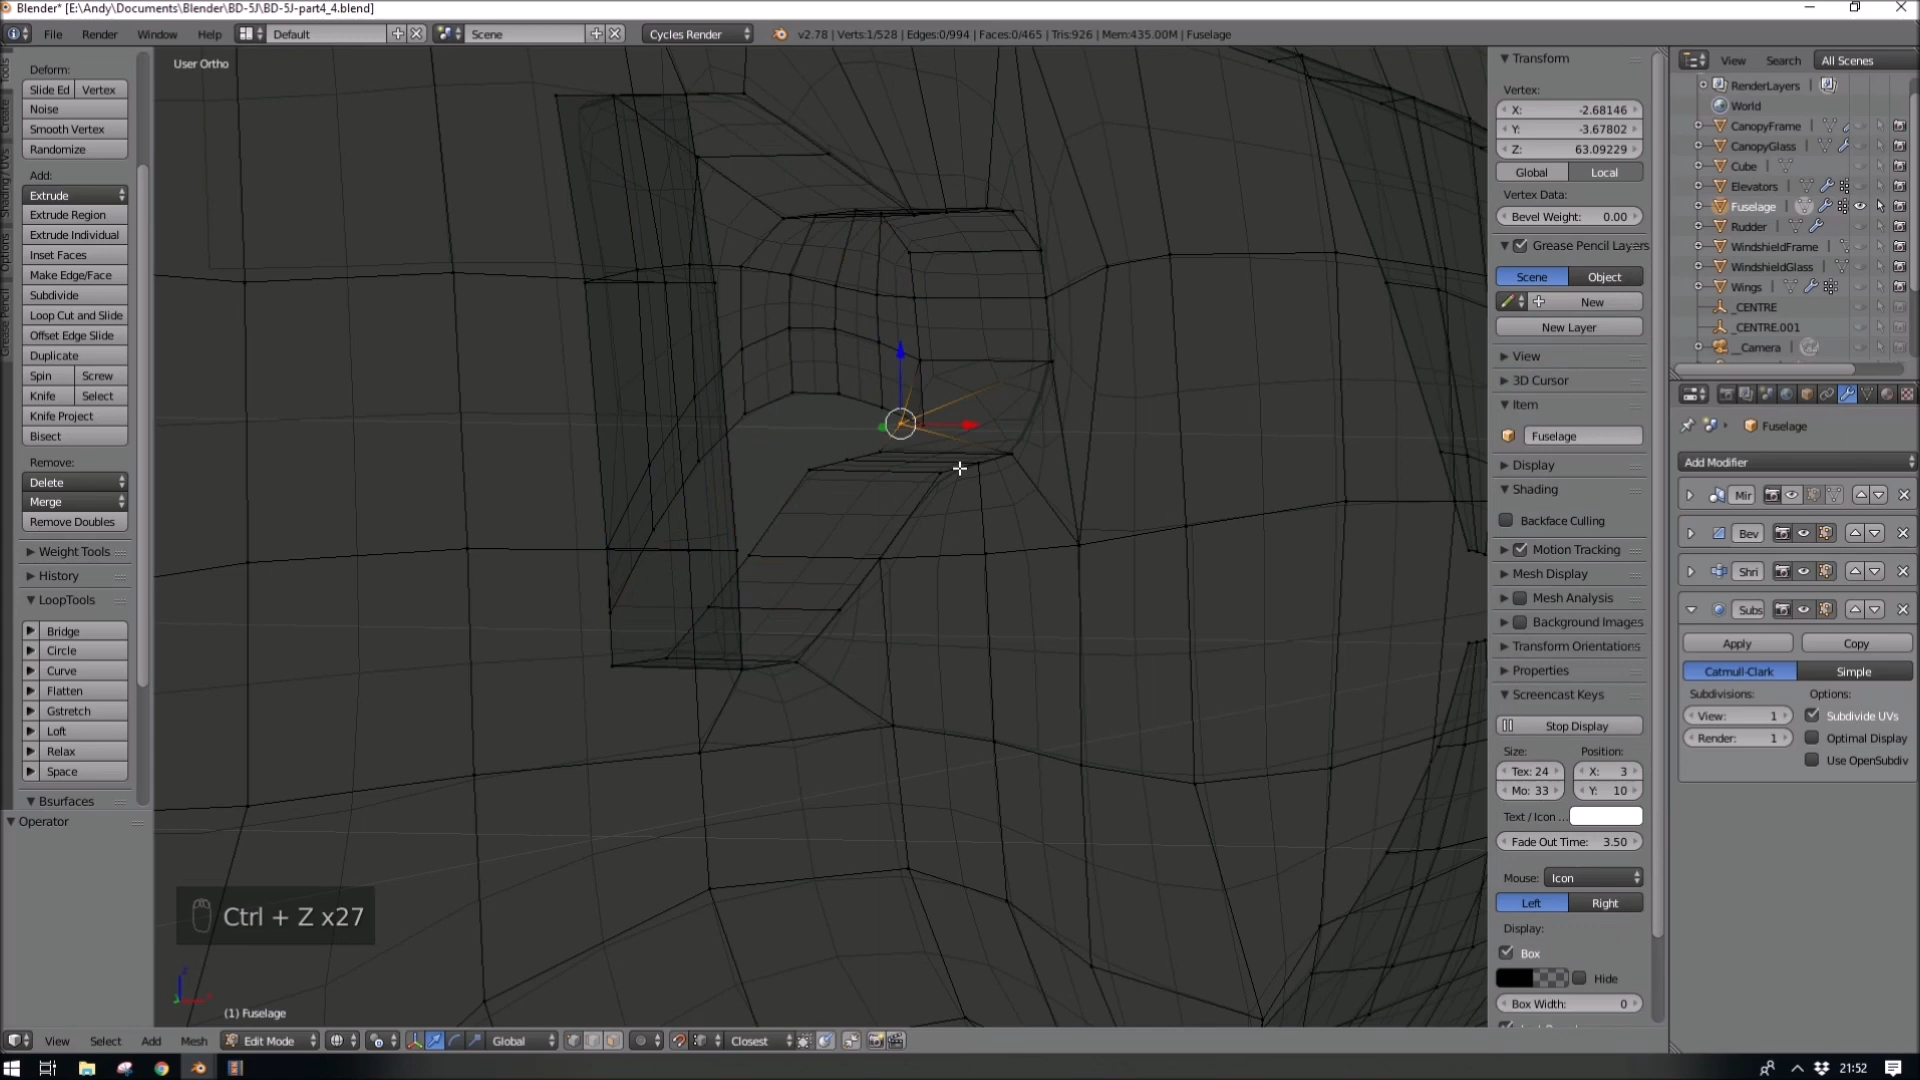 Blender* [E:\Andy\Documents\Blender\BD-5J\BD-5J-part4_4.blend]
File Render Window Help Default Scene Cycles Render v2.78 | Verts:1/528 | Edges:0/994 | Faces:0/465 | Tris:926 | Mem:435.00M | Fuselage
User Ortho
Tools
Create
Shading / UVs
Options
Grease Pencil
Deform:
Slide Ed Vertex
Noise
Smooth Vertex
Randomize
Add:
Extrude
Extrude Region
Extrude Individual
Inset Faces
Make Edge/Face
Subdivide
Loop Cut and Slide
Offset Edge Slide
Duplicate
Spin Screw
Knife Select
Knife Project
Bisect
Remove:
Delete
Merge
Remove Doubles
Weight Tools
History
LoopTools
Bridge
Circle
Curve
Flatten
Gstretch
Loft
Relax
Space
Bsurfaces
Operator
Ctrl + Z x27
(1) Fuselage
View Select Add Mesh Edit Mode Global Closest
Transform
Vertex:
X: -2.68146
Y: -3.67802
Z: 63.09229
Global Local
Vertex Data:
Bevel Weight: 0.00
Grease Pencil Layers
Scene Object
New
New Layer
View
3D Cursor
Item
Fuselage
Display
Shading
Backface Culling
Motion Tracking
Mesh Display
Mesh Analysis
Background Images
Transform Orientations
Properties
Screencast Keys
Stop Display
Size: Position:
Tex: 24 X: 3
Mo: 33 Y: 10
Text / Icon ...
Fade Out Time: 3.50
Mouse: Icon
Left Right
Display:
Box
Hide
Box Width: 0
View Search All Scenes
RenderLayers
World
CanopyFrame
CanopyGlass
Cube
Elevators
Fuselage
Rudder
WindshieldFrame
WindshieldGlass
Wings
_CENTRE
_CENTRE.001
__Camera
Fuselage
Add Modifier
Mir
Bev
Shri
Subs
Apply Copy
Catmull-Clark Simple
Subdivisions: Options:
View: 1 Subdivide UVs
Render: 1 Optimal Display
Use OpenSubdiv
21:52